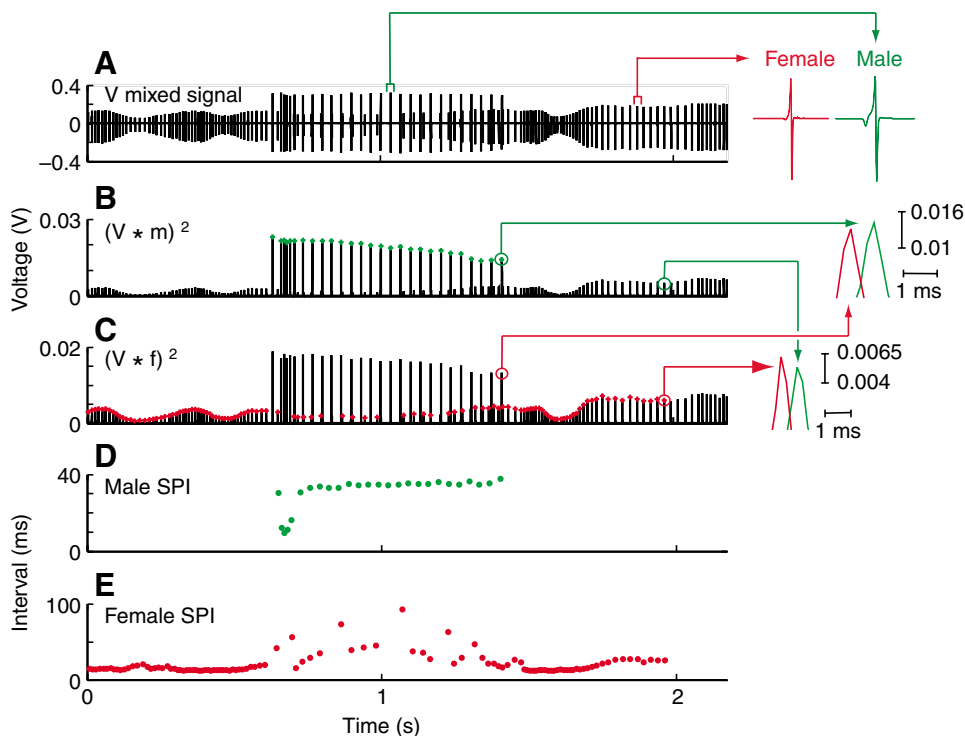 A
V mixed signal
Female
Male
0.4
0
–0.4
B
(V * m) 2
0.03
0
0.016
0.01
1 ms
Voltage (V)
C
(V * f) 2
0.02
0
0.0065
0.004
1 ms
D
Male SPI
40
0
Interval (ms)
E
Female SPI
100
0
0
1
2
Time (s)